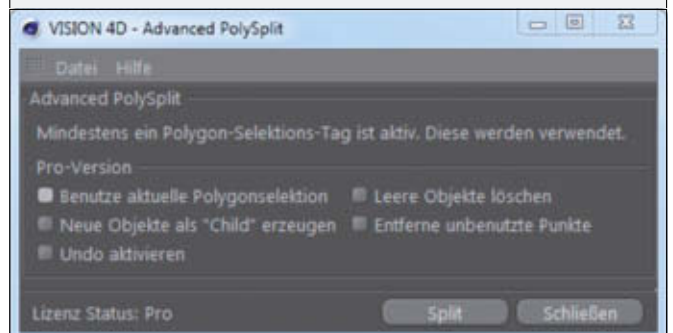 VISION 4D - Advanced PolySplit
Datei Hilfe
Advanced PolySplit
Mindestens ein Polygon-Selektions-Tag ist aktiv. Diese werden verwendet.
Pro-Version
Benutze aktuelle Polygonselektion Leere Objekte löschen
Neue Objekte als "Child" erzeugen Entferne unbenutzte Punkte
Undo aktivieren
Lizenz Status: Pro Split Schließen